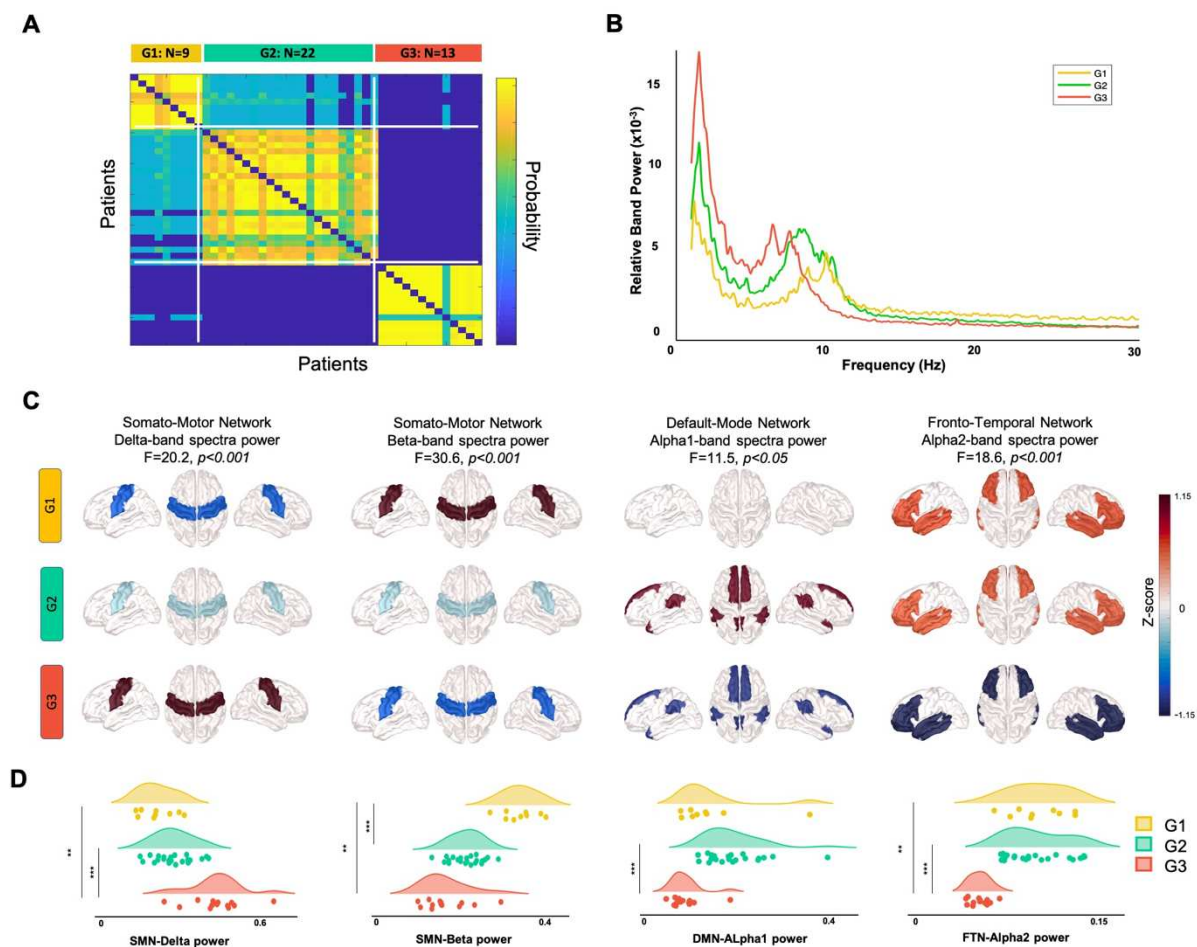 A
G1: N=9
G2: N=22
G3: N=13
Patients
Patients
Probability
B
15
10
5
0
Relative Band Power (x10-3)
0
10
20
30
Frequency (Hz)
G1
G2
G3
C
Somato-Motor Network
Delta-band spectra power
F=20.2, p<0.001
Somato-Motor Network
Beta-band spectra power
F=30.6, p<0.001
Default-Mode Network
Alpha1-band spectra power
F=11.5, p<0.05
Fronto-Temporal Network
Alpha2-band spectra power
F=18.6, p<0.001
G1
G2
G3
1.15
0
-1.15
Z-score
D
**
***
0
0.6
SMN-Delta power
**
***
0
0.4
SMN-Beta power
***
0
0.4
DMN-ALpha1 power
**
***
0
0.15
FTN-Alpha2 power
G1
G2
G3